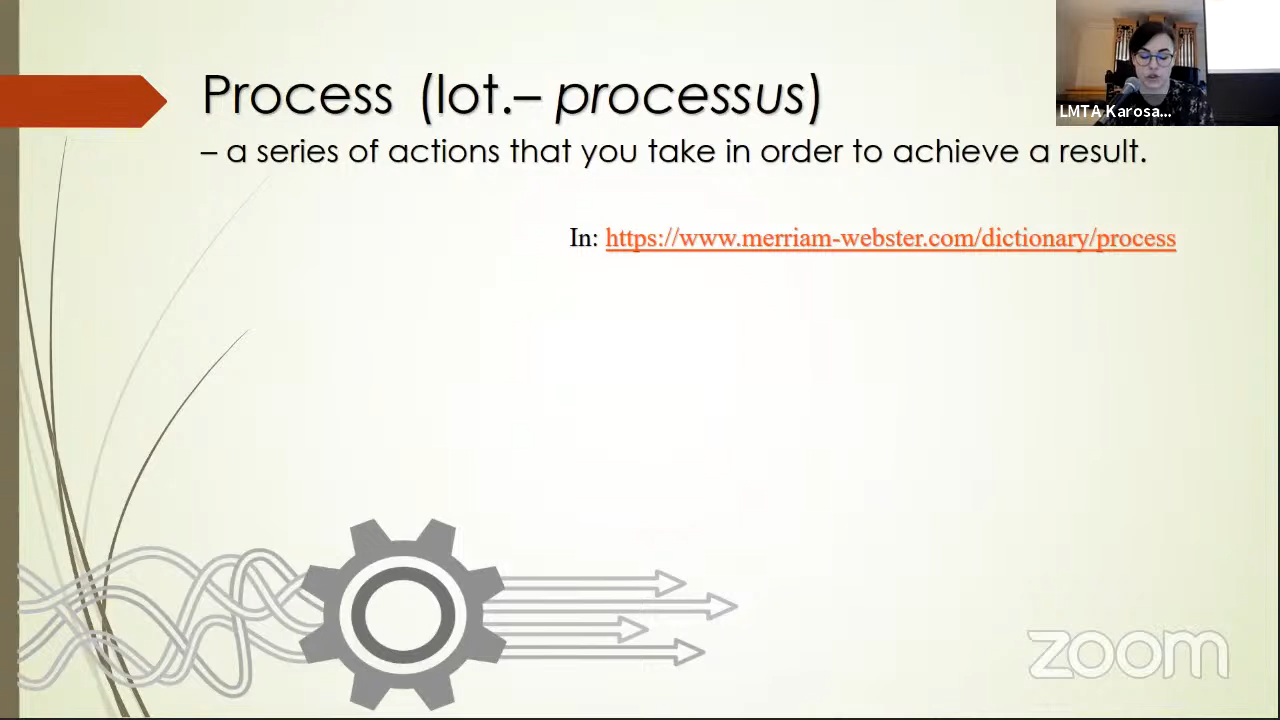 Process (lot.– processus)
– a series of actions that you take in order to achieve a result.
In: https://www.merriam-webster.com/dictionary/process
LMTA Karosa...
zoom